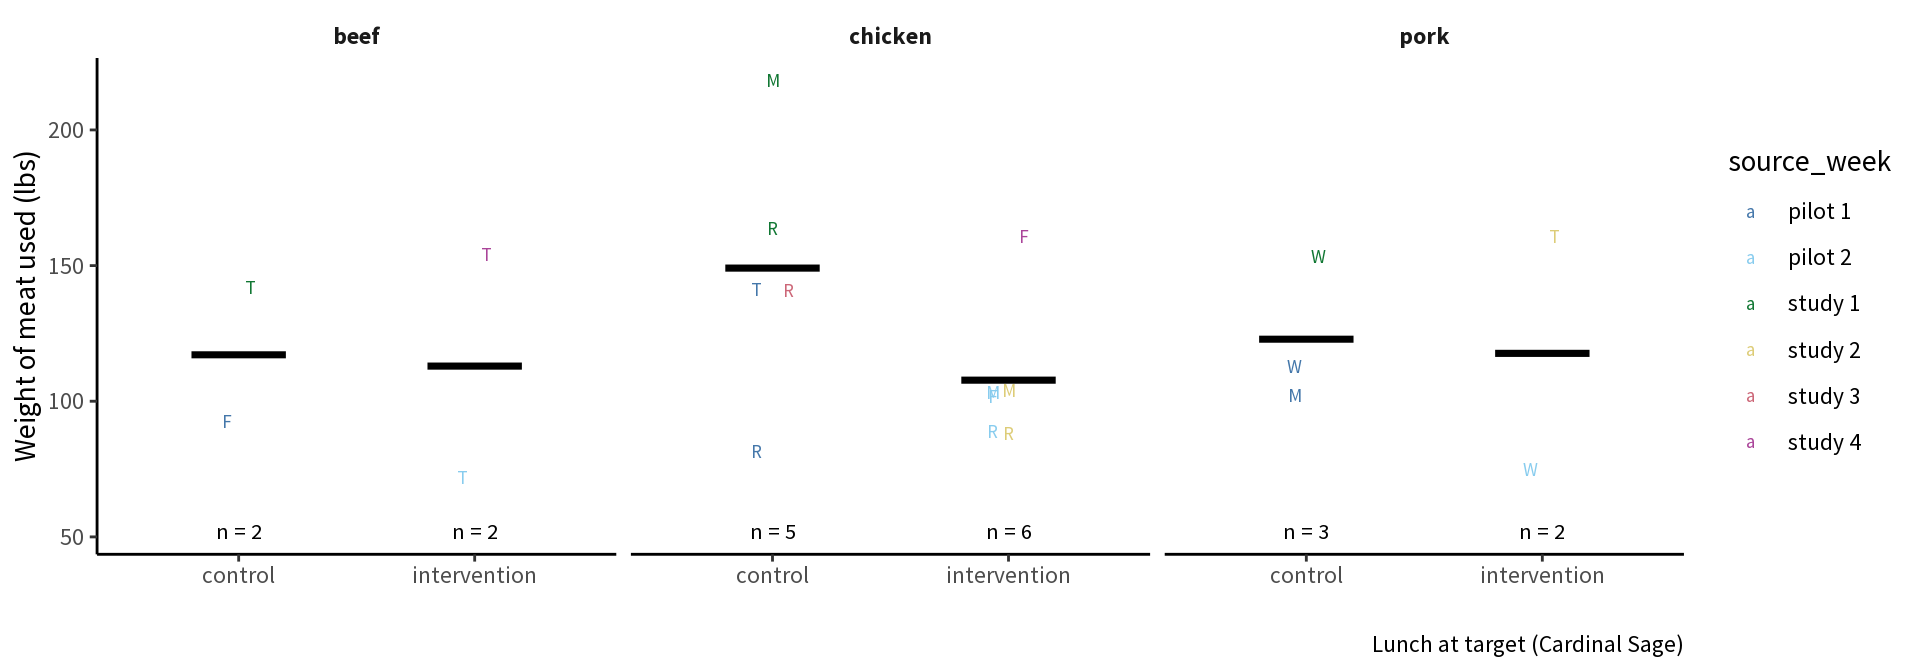 beef chicken pork
Weight of meat used (lbs)
200
150
100
50
T
F
T
T
M
R
T R
R
F
M F M
R R
W
W
M
T
W
n = 2 n = 2 n = 5 n = 6 n = 3 n = 2
control intervention control intervention control intervention
Lunch at target (Cardinal Sage)
source_week
a pilot 1
a pilot 2
a study 1
a study 2
a study 3
a study 4